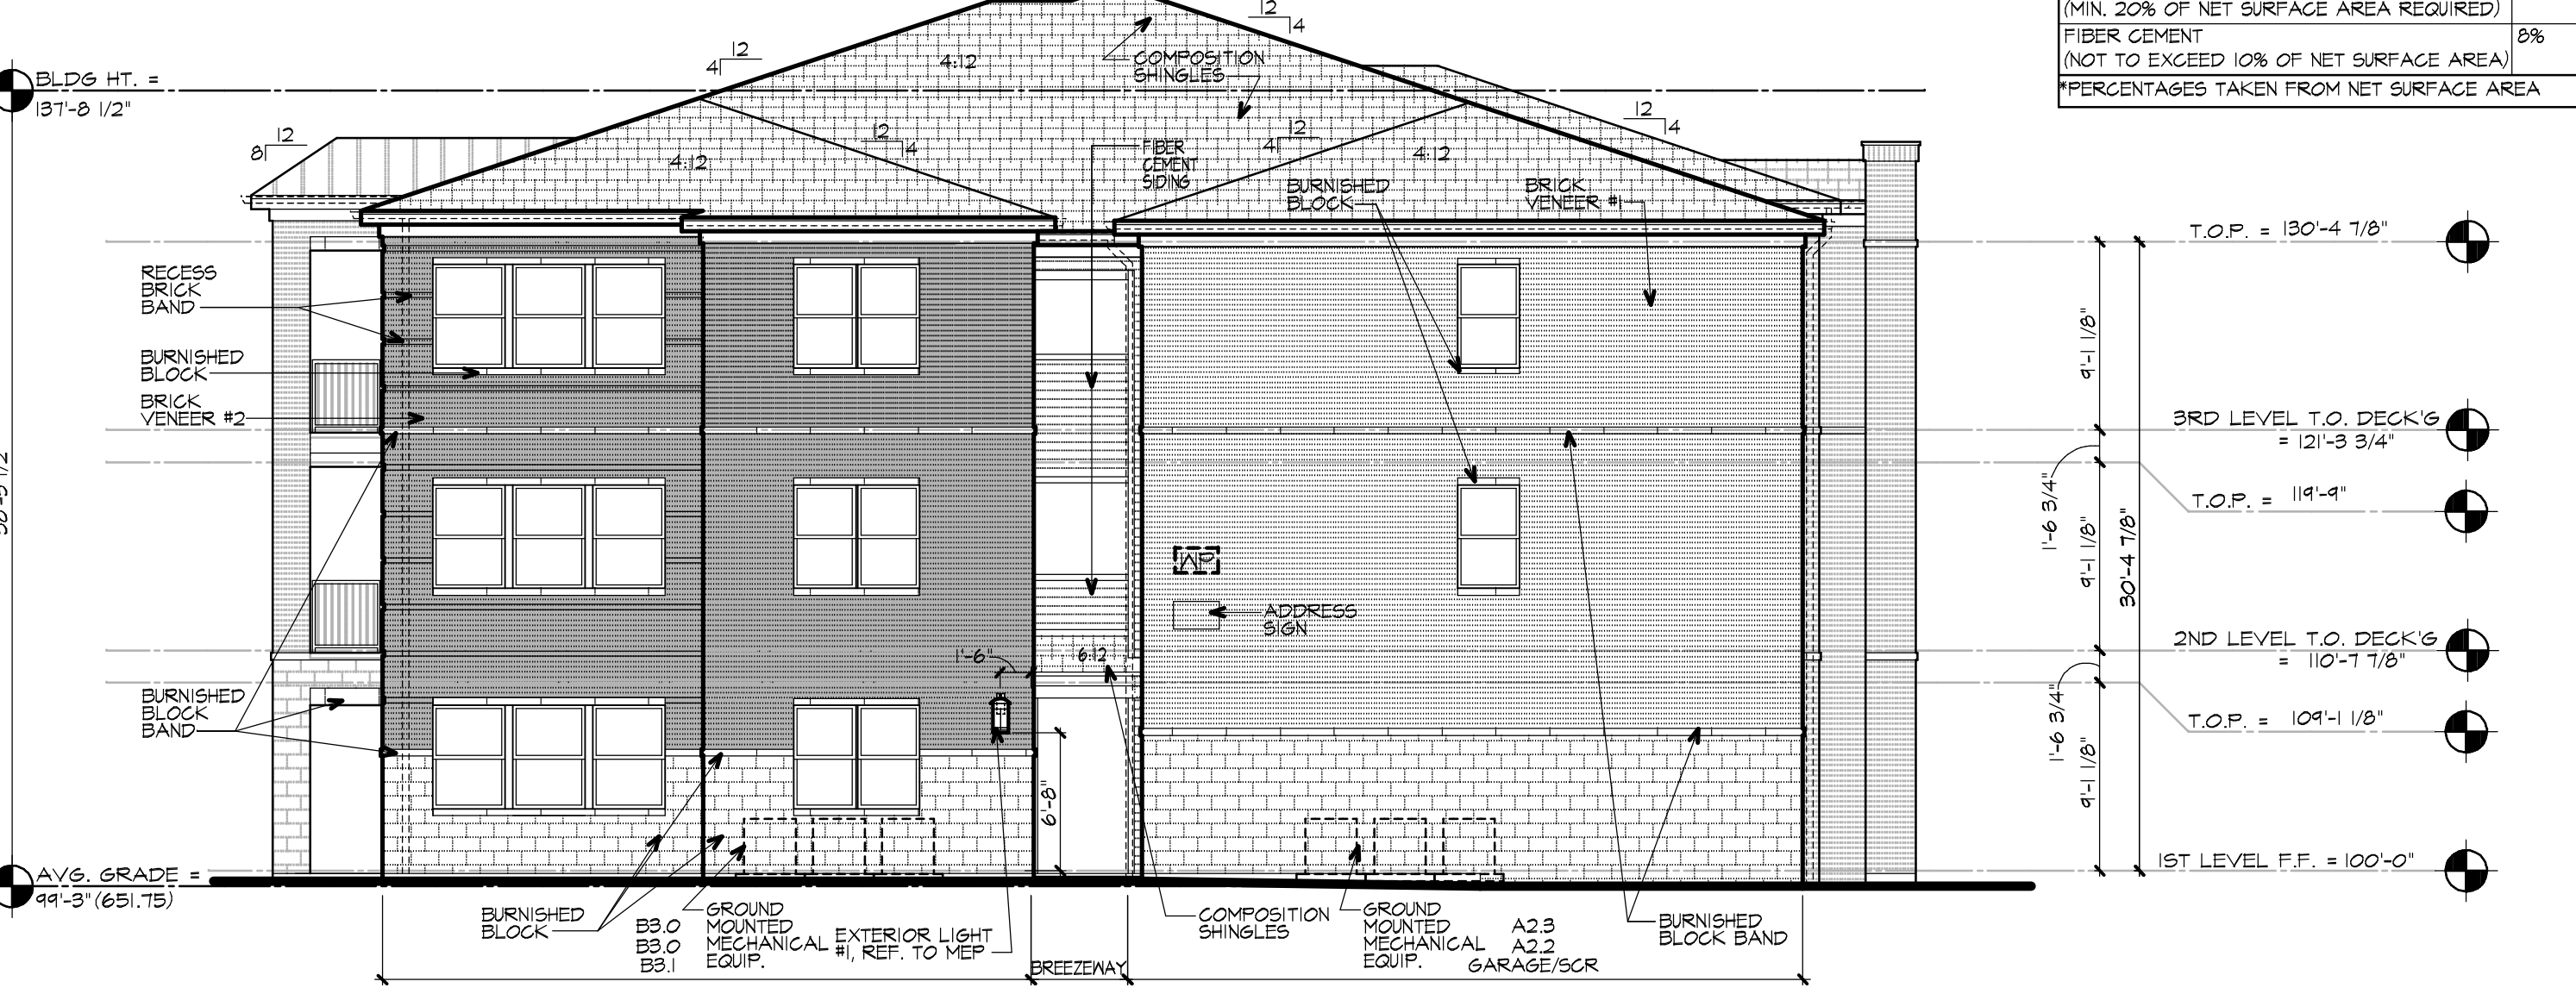 (MIN. 20% OF NET SURFACE AREA REQUIRED)
FIBER CEMENT
8%
(NOT TO EXCEED 10% OF NET SURFACE AREA)
*PERCENTAGES TAKEN FROM NET SURFACE AREA
BLDG HT. =
137'-8 1/2"
12
4
12
4
4:12
COMPOSITION
SHINGLES
12
8
12
4
4:12
12
4
4:12
12
4
FIBER
CEMENT
SIDING
BURNISHED
BLOCK
BRICK
VENEER #1
RECESS
BRICK
BAND
BURNISHED
BLOCK
BRICK
VENEER #2
BURNISHED
BLOCK
BAND
WP
ADDRESS
SIGN
1'-6"
6:12
6'-8"
T.O.P. = 130'-4 7/8"
9'-1 1/8"
3RD LEVEL T.O. DECK'G
= 121'-3 3/4"
1'-6 3/4"
T.O.P. = 119'-9"
9'-1 1/8"
30'-4 7/8"
2ND LEVEL T.O. DECK'G
= 110'-7 7/8"
1'-6 3/4"
T.O.P. = 109'-1 1/8"
9'-1 1/8"
1ST LEVEL F.F. = 100'-0"
AVG. GRADE =
99'-3" (651.75)
BURNISHED
BLOCK
B3.0
B3.0
B3.1
GROUND
MOUNTED
MECHANICAL
EQUIP.
EXTERIOR LIGHT
#1, REF. TO MEP
BREEZEWAY
COMPOSITION
SHINGLES
GROUND
MOUNTED
MECHANICAL
EQUIP.
A2.3
A2.2
GARAGE/SCR
BURNISHED
BLOCK BAND